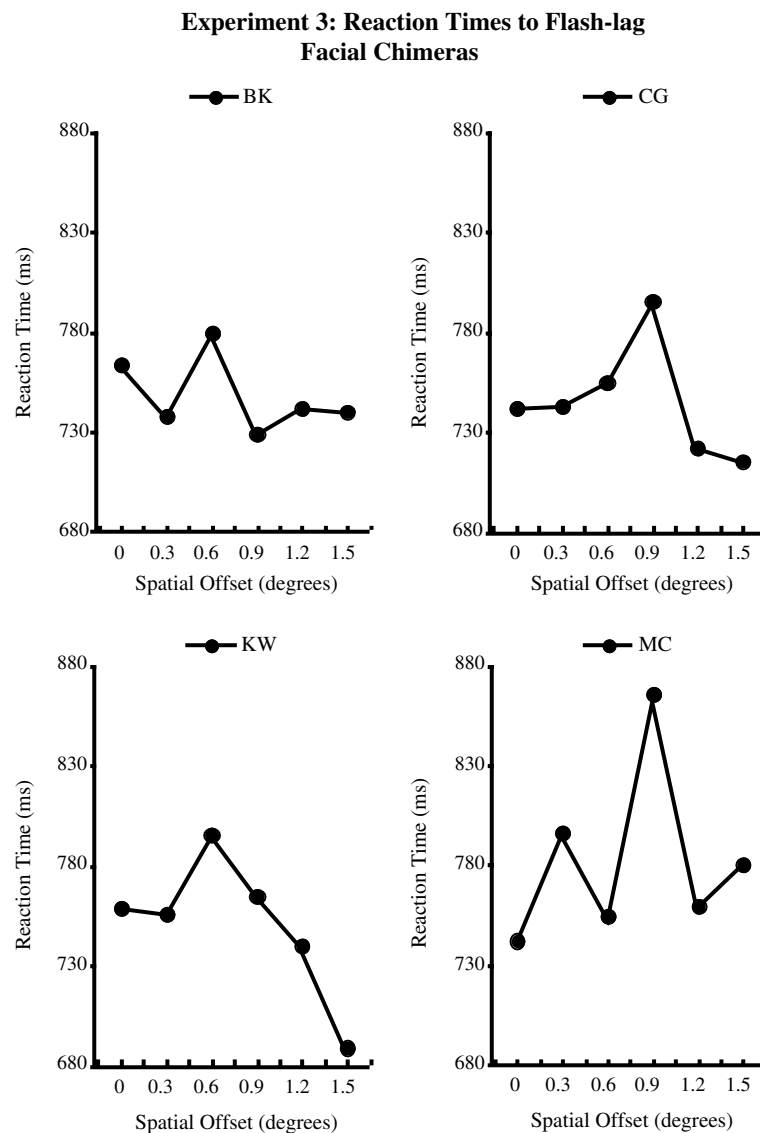 Experiment 3: Reaction Times to Flash-lag
Facial Chimeras
BK
880
830
780
730
680
Reaction Time (ms)
0 0.3 0.6 0.9 1.2 1.5
Spatial Offset (degrees)
CG
880
830
780
730
680
Reaction Time (ms)
0 0.3 0.6 0.9 1.2 1.5
Spatial Offset (degrees)
KW
880
830
780
730
680
Reaction Time (ms)
0 0.3 0.6 0.9 1.2 1.5
Spatial Offset (degrees)
MC
880
830
780
730
680
Reaction Time (ms)
0 0.3 0.6 0.9 1.2 1.5
Spatial Offset (degrees)